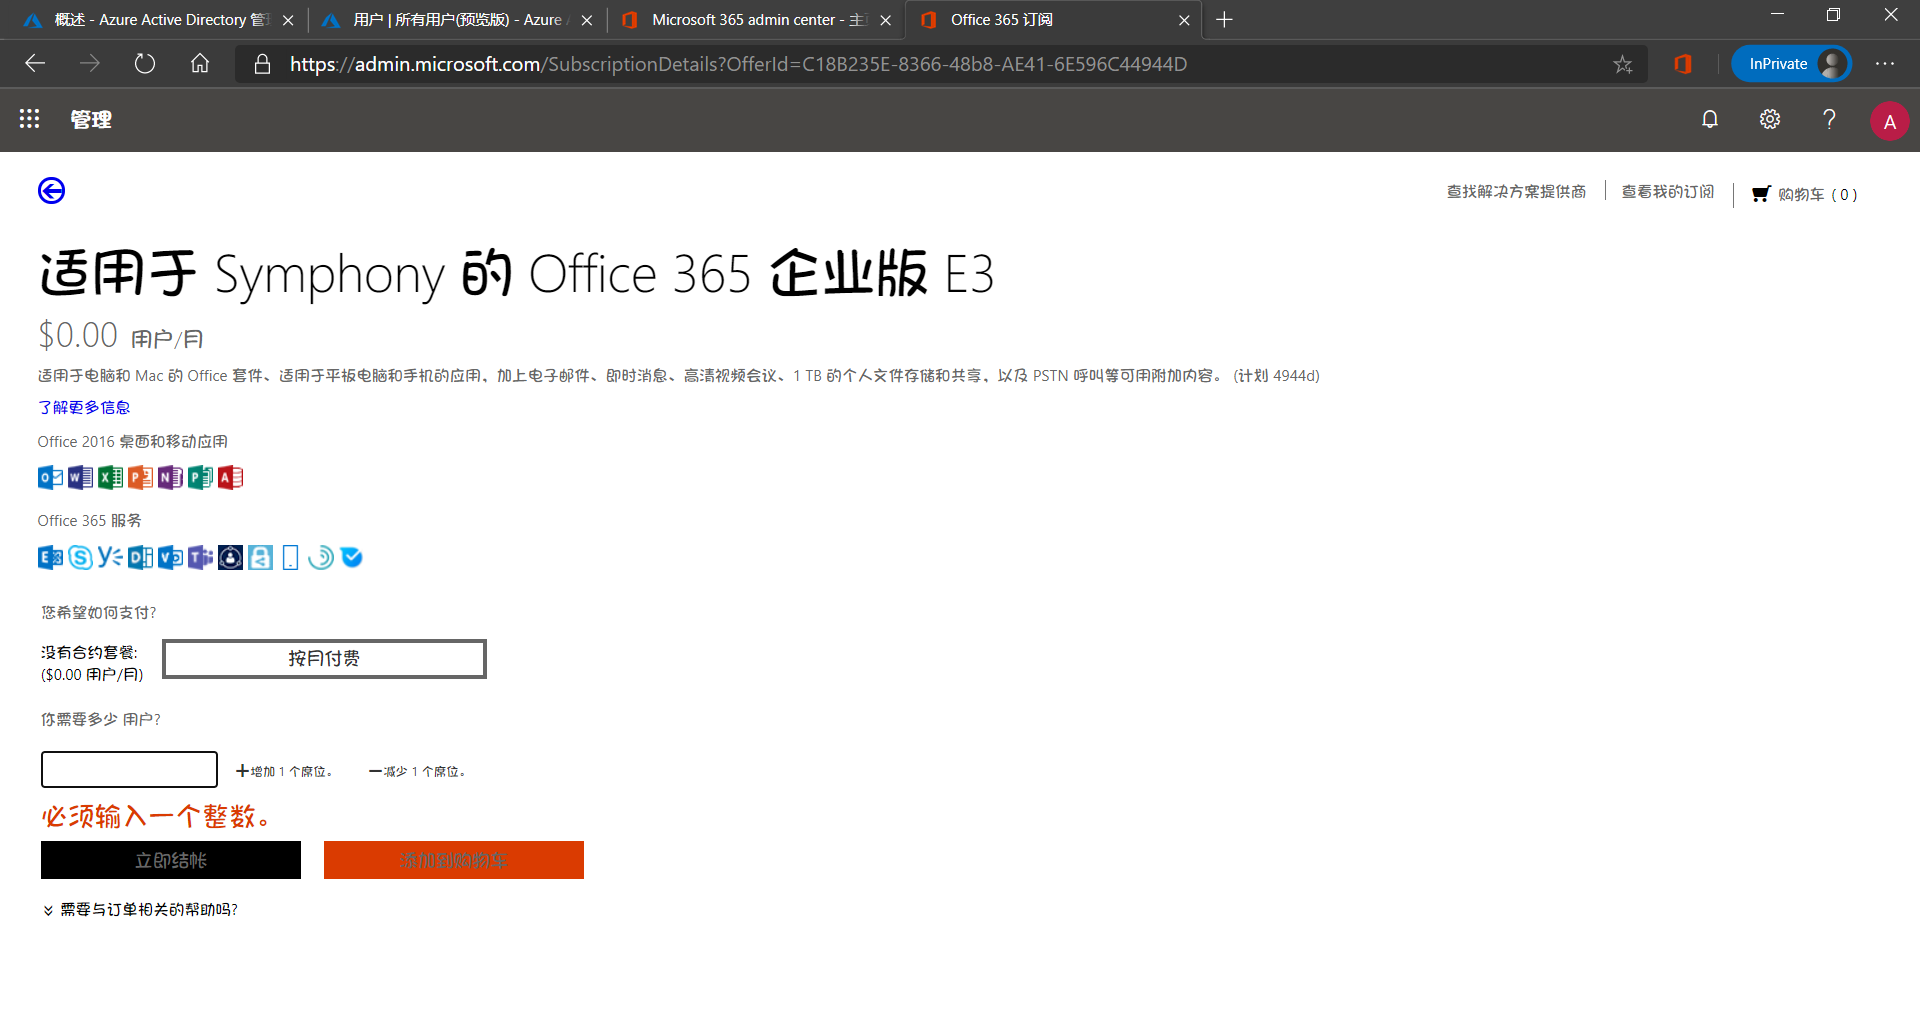 概述 - Azure Active Directory 管理
用户 | 所有用户(预览版) - Azure A
Microsoft 365 admin center - 主页
Office 365 订阅
https://admin.microsoft.com/SubscriptionDetails?OfferId=C18B235E-8366-48b8-AE41-6E596C44944D
InPrivate
管理
A
查找解决方案提供商
查看我的订阅
购物车 ( 0 )
适用于 Symphony 的 Office 365 企业版 E3
$0.00 用户/月
适用于电脑和 Mac 的 Office 套件、适用于平板电脑和手机的应用，加上电子邮件、即时消息、高清视频会议、1 TB 的个人文件存储和共享，以及 PSTN 呼叫等可用附加内容。 (计划 4944d)
了解更多信息
Office 2016 桌面和移动应用
Office 365 服务
您希望如何支付?
没有合约套餐:
($0.00 用户/月)
按月付费
你需要多少 用户?
增加 1 个席位。
减少 1 个席位。
必须输入一个整数。
立即结帐
添加到购物车
需要与订单相关的帮助吗?